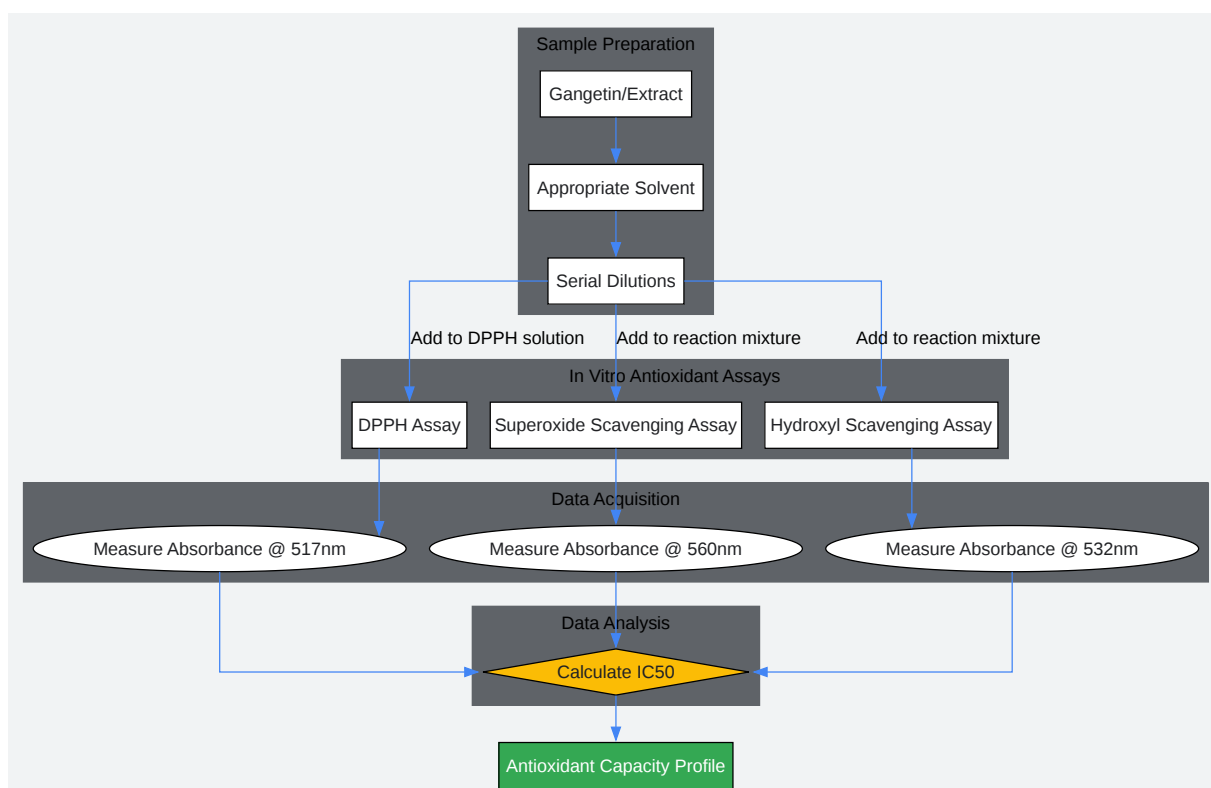 Sample Preparation
Gangetin/Extract
Appropriate Solvent
Serial Dilutions
Add to DPPH solution
Add to reaction mixture
Add to reaction mixture
In Vitro Antioxidant Assays
DPPH Assay
Superoxide Scavenging Assay
Hydroxyl Scavenging Assay
Data Acquisition
Measure Absorbance @ 517nm
Measure Absorbance @ 560nm
Measure Absorbance @ 532nm
Data Analysis
Calculate IC50
Antioxidant Capacity Profile